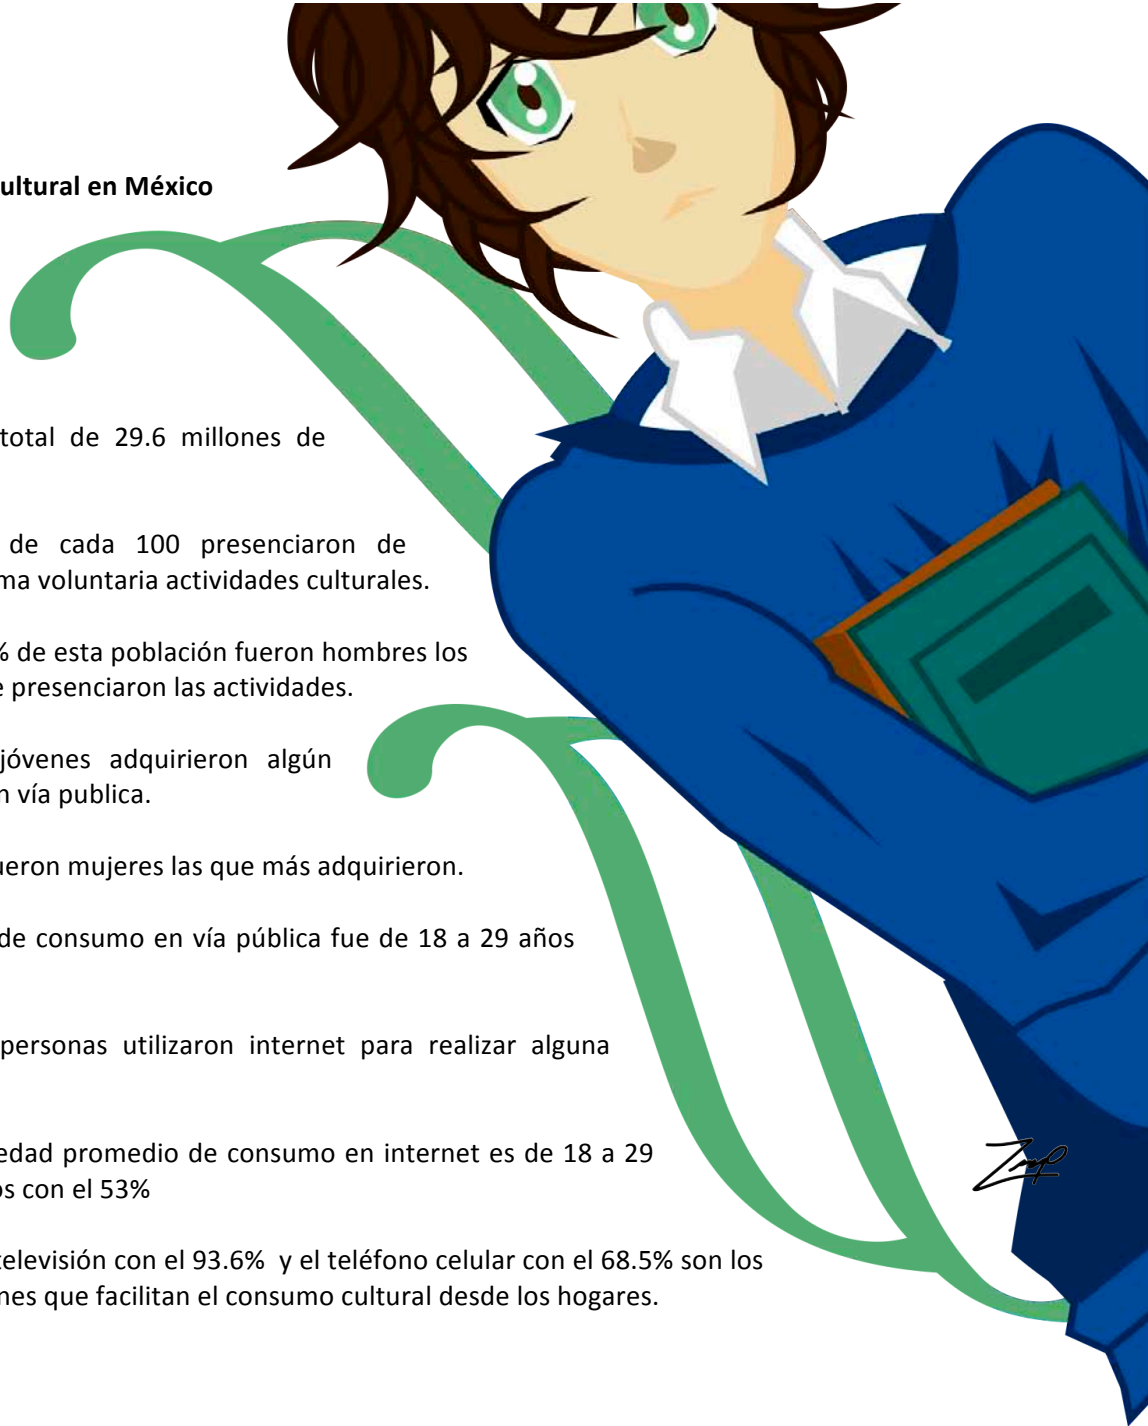 ultural en México
total de 29.6 millones de
de cada 100 presenciaron de
ma voluntaria actividades culturales.
% de esta población fueron hombres los
e presenciaron las actividades.
jóvenes adquirieron algún
n vía publica.
ueron mujeres las que más adquirieron.
de consumo en vía pública fue de 18 a 29 años
personas utilizaron internet para realizar alguna
edad promedio de consumo en internet es de 18 a 29
os con el 53%
televisión con el 93.6% y el teléfono celular con el 68.5% son los
nes que facilitan el consumo cultural desde los hogares.